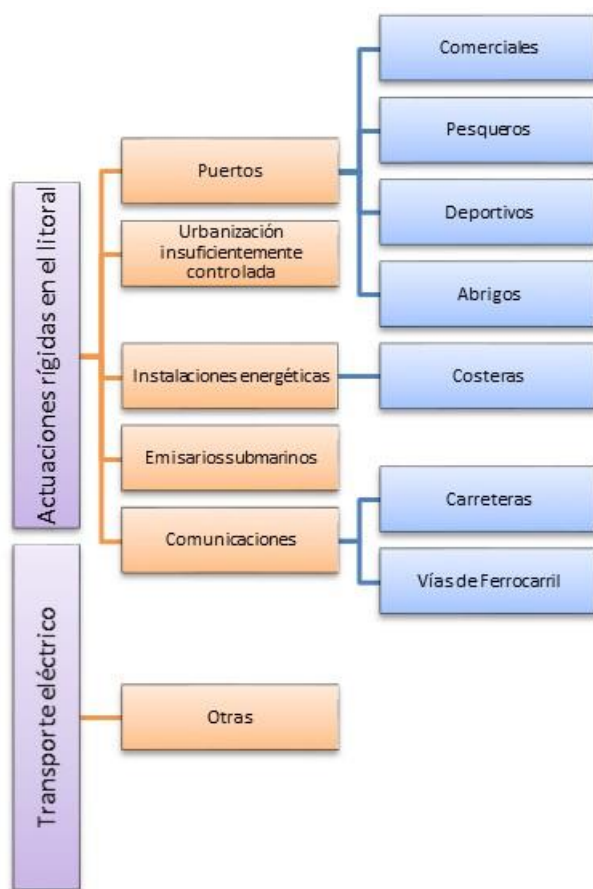 Actuaciones rígidas en el litoral
Puertos
Comerciales
Pesqueros
Deportivos
Abrigos
Urbanización
insuficientemente
controlada
Instalaciones energéticas
Costeras
Emisarios submarinos
Comunicaciones
Carreteras
Vías de Ferrocarril
Transporte eléctrico
Otras